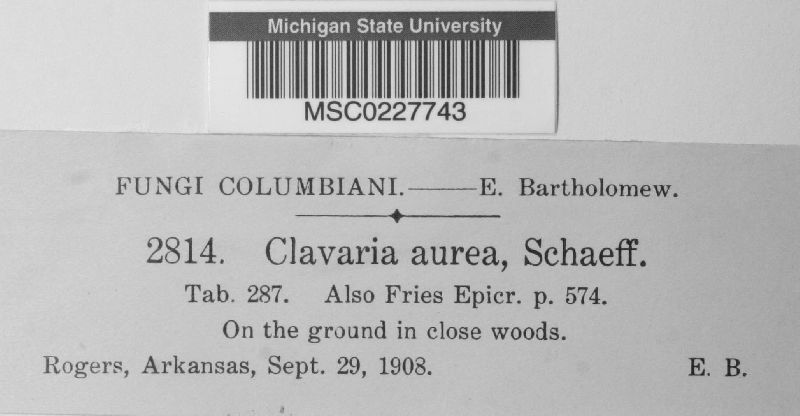 Michigan State University
MSC0227743
FUNGI COLUMBIANI.——E. Bartholomew.
2814. Clavaria aurea, Schaeff.
Tab. 287. Also Fries Epicr. p. 574.
On the ground in close woods.
Rogers, Arkansas, Sept. 29, 1908. E. B.